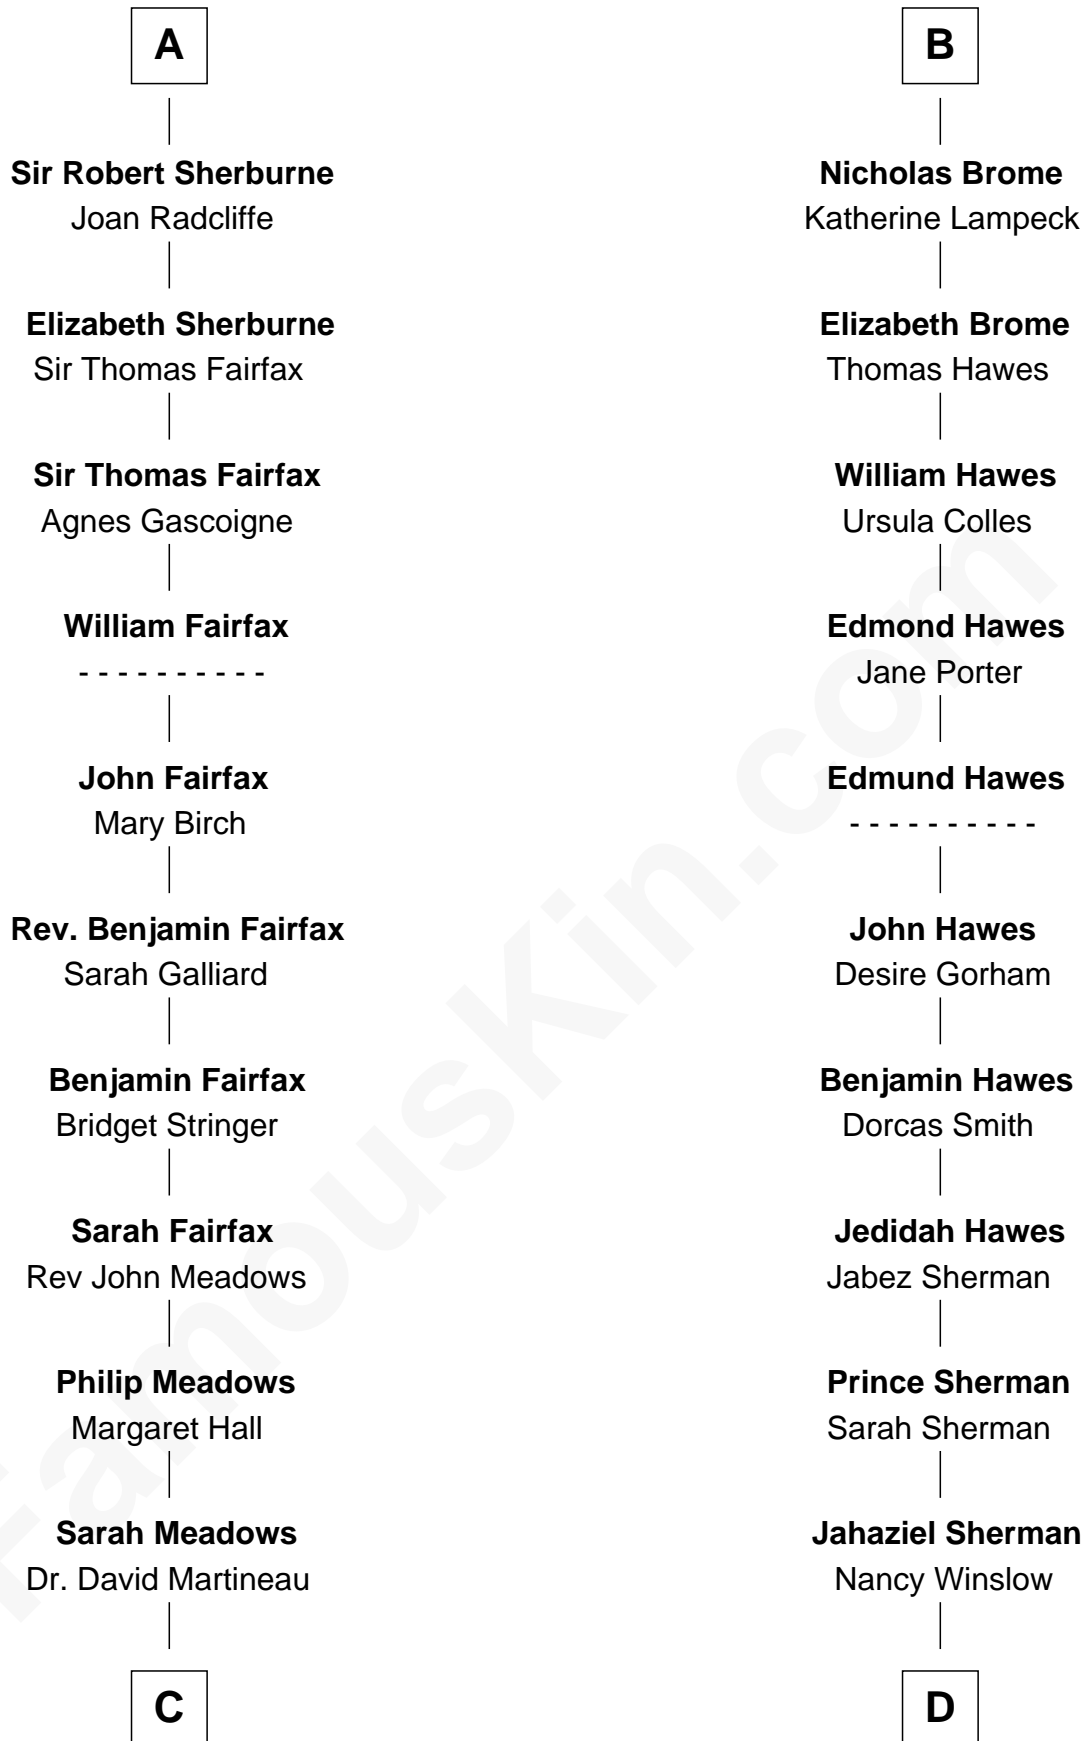 A
Sir Robert Sherburne
Joan Radcliffe
Elizabeth Sherburne
Sir Thomas Fairfax
Sir Thomas Fairfax
Agnes Gascoigne
William Fairfax
- - - - - - - - - -
John Fairfax
Mary Birch
Rev. Benjamin Fairfax
Sarah Galliard
Benjamin Fairfax
Bridget Stringer
Sarah Fairfax
Rev John Meadows
Philip Meadows
Margaret Hall
Sarah Meadows
Dr. David Martineau
C
B
Nicholas Brome
Katherine Lampeck
Elizabeth Brome
Thomas Hawes
William Hawes
Ursula Colles
Edmond Hawes
Jane Porter
Edmund Hawes
- - - - - - - - - -
John Hawes
Desire Gorham
Benjamin Hawes
Dorcas Smith
Jedidah Hawes
Jabez Sherman
Prince Sherman
Sarah Sherman
Jahaziel Sherman
Nancy Winslow
D
FamousKin.com